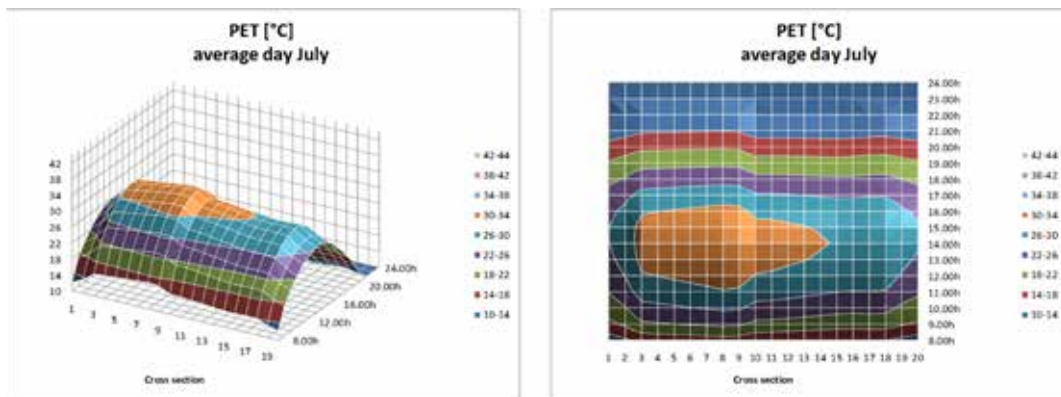 PET [°C]
average day July
42
38
34
30
26
22
18
14
10
1 3 5 7 9 11 13 15 17 19
8.00h
12.00h
16.00h
20.00h
24.00h
Cross section
42-44
38-42
34-38
30-34
26-30
22-26
18-22
14-18
10-14
PET [°C]
average day July
24.00h
23.00h
22.00h
21.00h
20.00h
19.00h
18.00h
17.00h
16.00h
15.00h
14.00h
13.00h
12.00h
11.00h
10.00h
9.00h
8.00h
1 2 3 4 5 6 7 8 9 10 11 12 13 14 15 16 17 18 19 20
Cross section
42-44
38-42
34-38
30-34
26-30
22-26
18-22
14-18
10-14